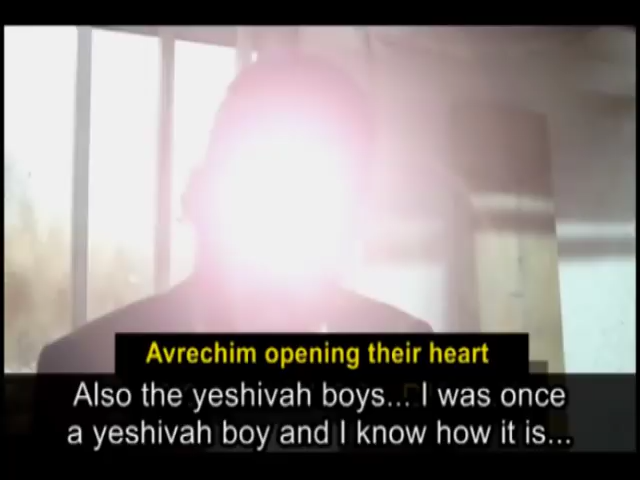 Avrechim opening their heart
Also the yeshivah boys... I was once
a yeshivah boy and I know how it is...